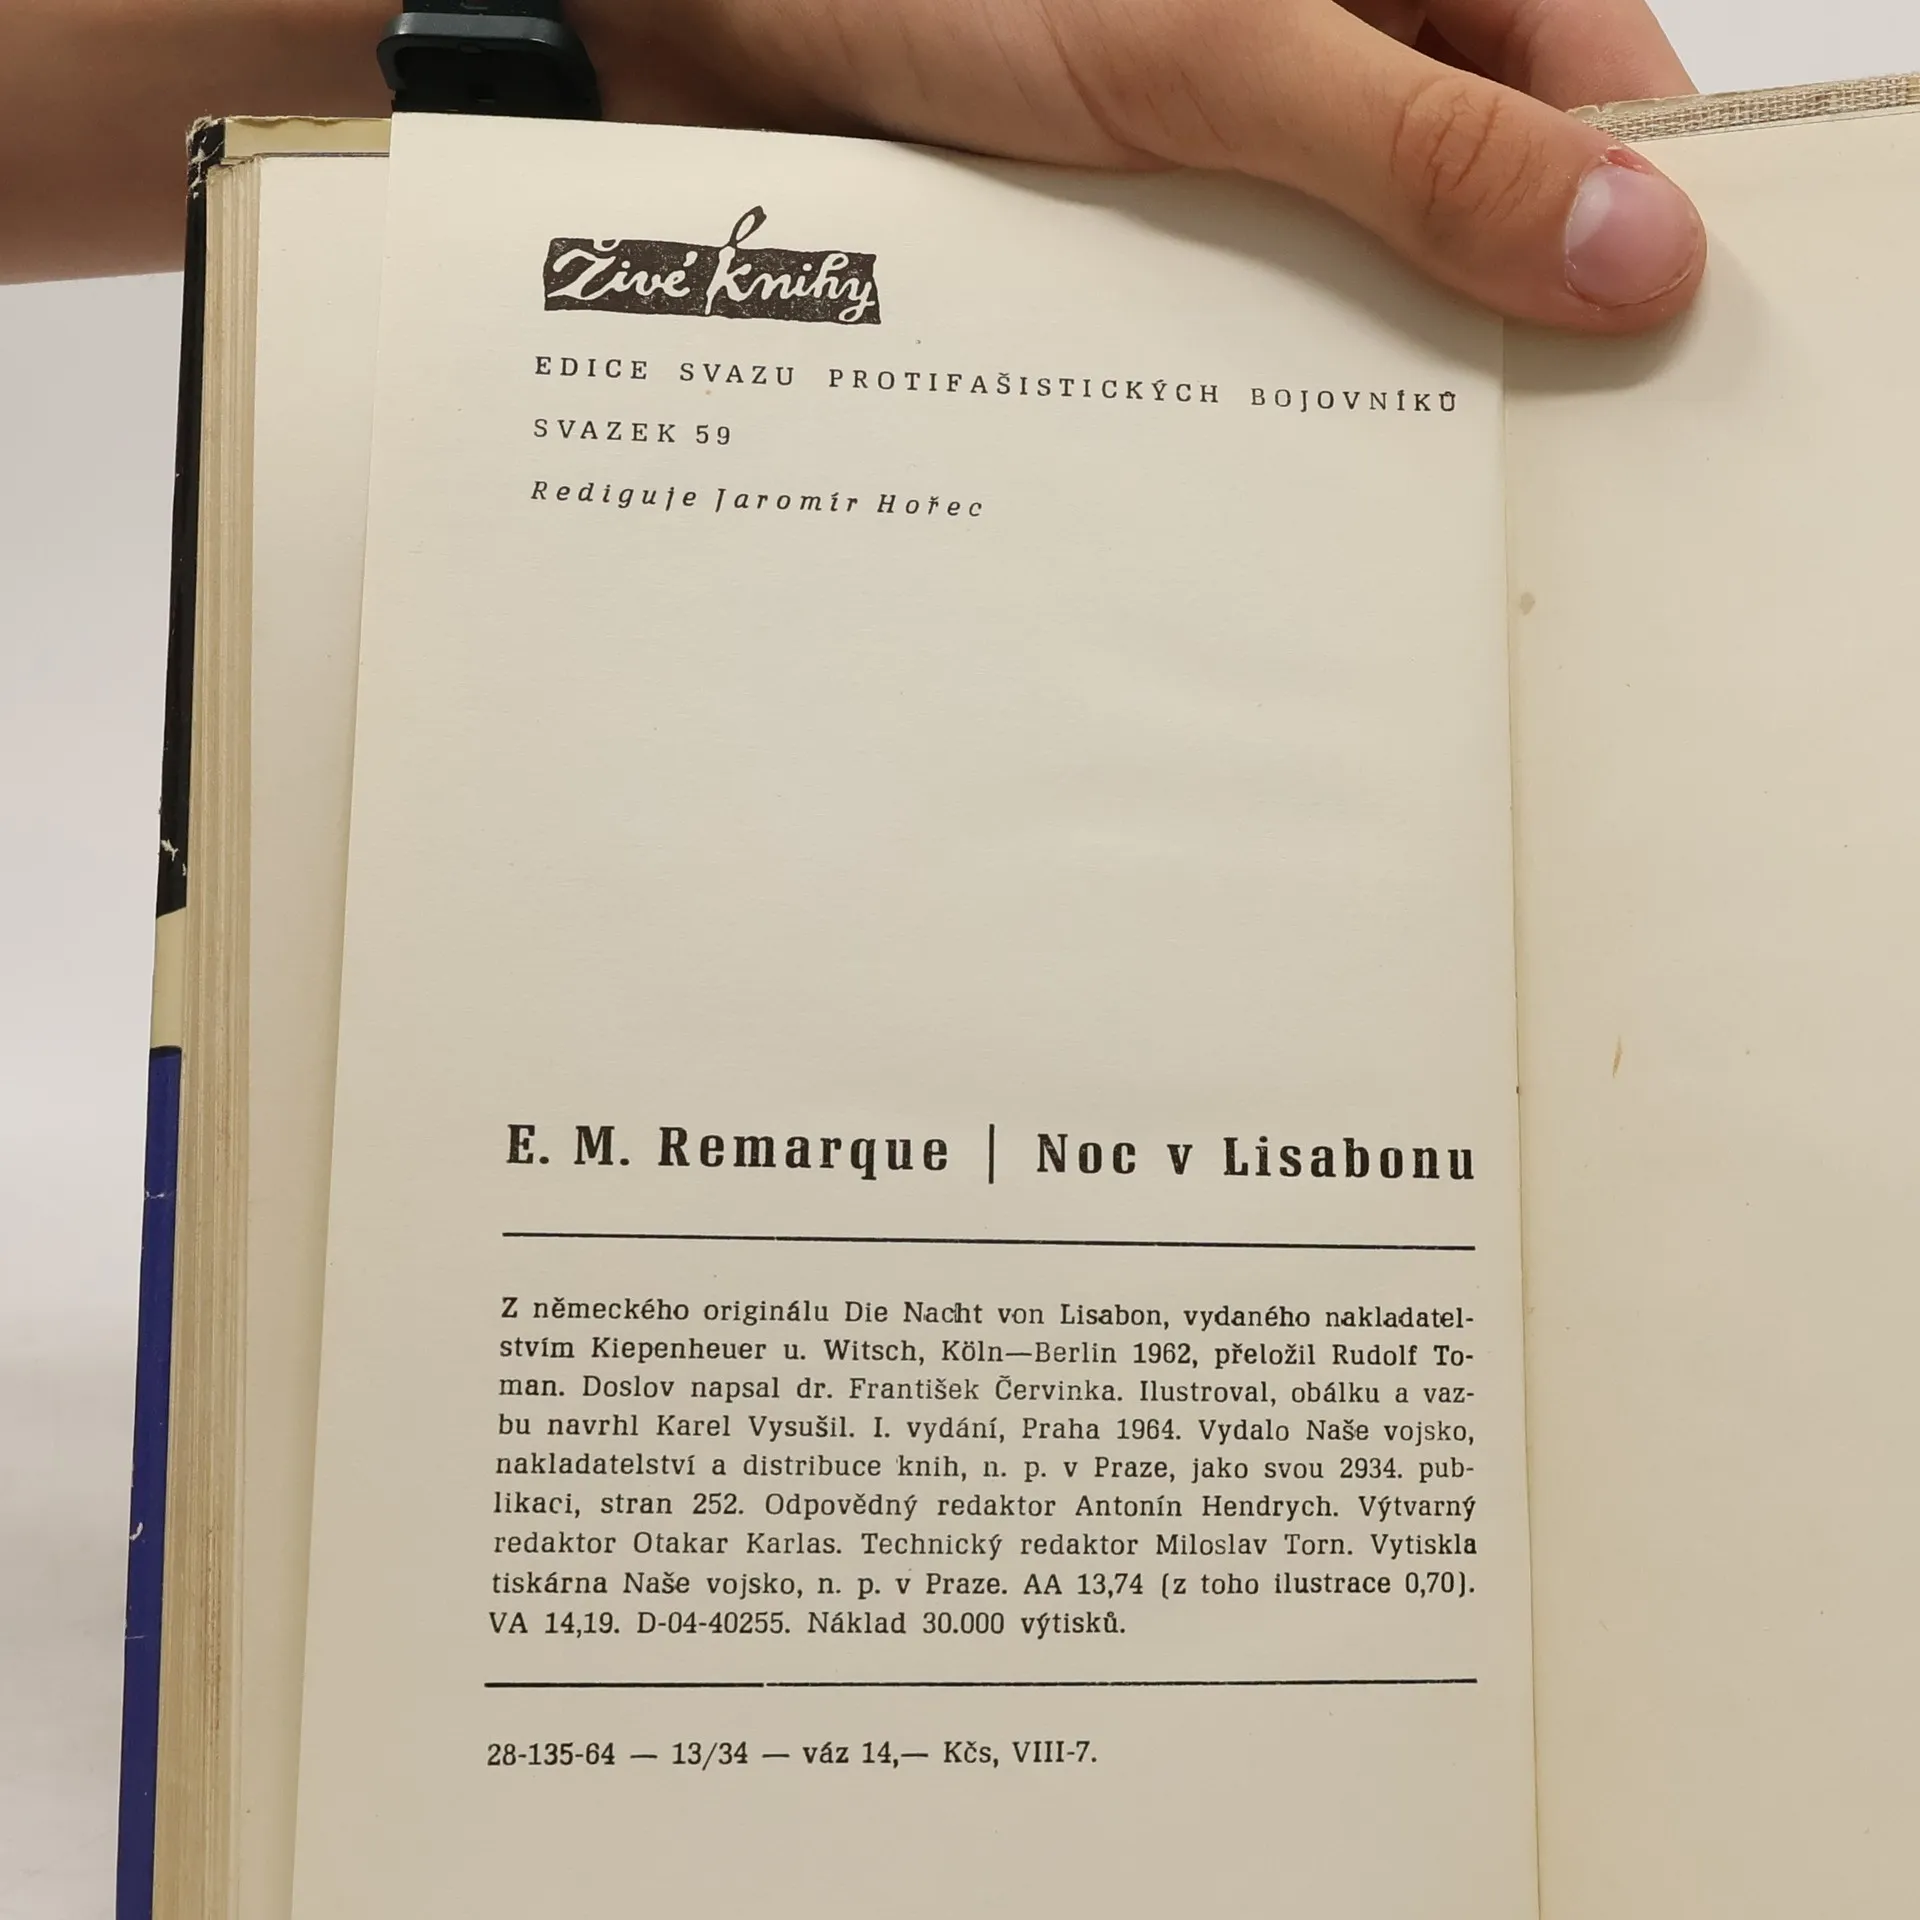 Živé knihy
EDICE SVAZU PROTIFAŠISTICKÝCH BOJOVNÍKŮ
SVAZEK 59
Rediguje Jaromír Hořec
E. M. Remarque | Noc v Lisabonu
Z německého originálu Die Nacht von Lisabon, vydaného nakladatel-
stvím Kiepenheuer u. Witsch, Köln—Berlin 1962, přeložil Rudolf To-
man. Doslov napsal dr. František Červinka. Ilustroval, obálku a vaz-
bu navrhl Karel Vysušil. I. vydání, Praha 1964. Vydalo Naše vojsko,
nakladatelství a distribuce knih, n. p. v Praze, jako svou 2934. pub-
likaci, stran 252. Odpovědný redaktor Antonín Hendrych. Výtvarný
redaktor Otakar Karlas. Technický redaktor Miloslav Torn. Vytiskla
tiskárna Naše vojsko, n. p. v Praze. AA 13,74 (z toho ilustrace 0,70).
VA 14,19. D-04-40255. Náklad 30.000 výtisků.
28-135-64 — 13/34 — váz 14,— Kčs, VIII-7.